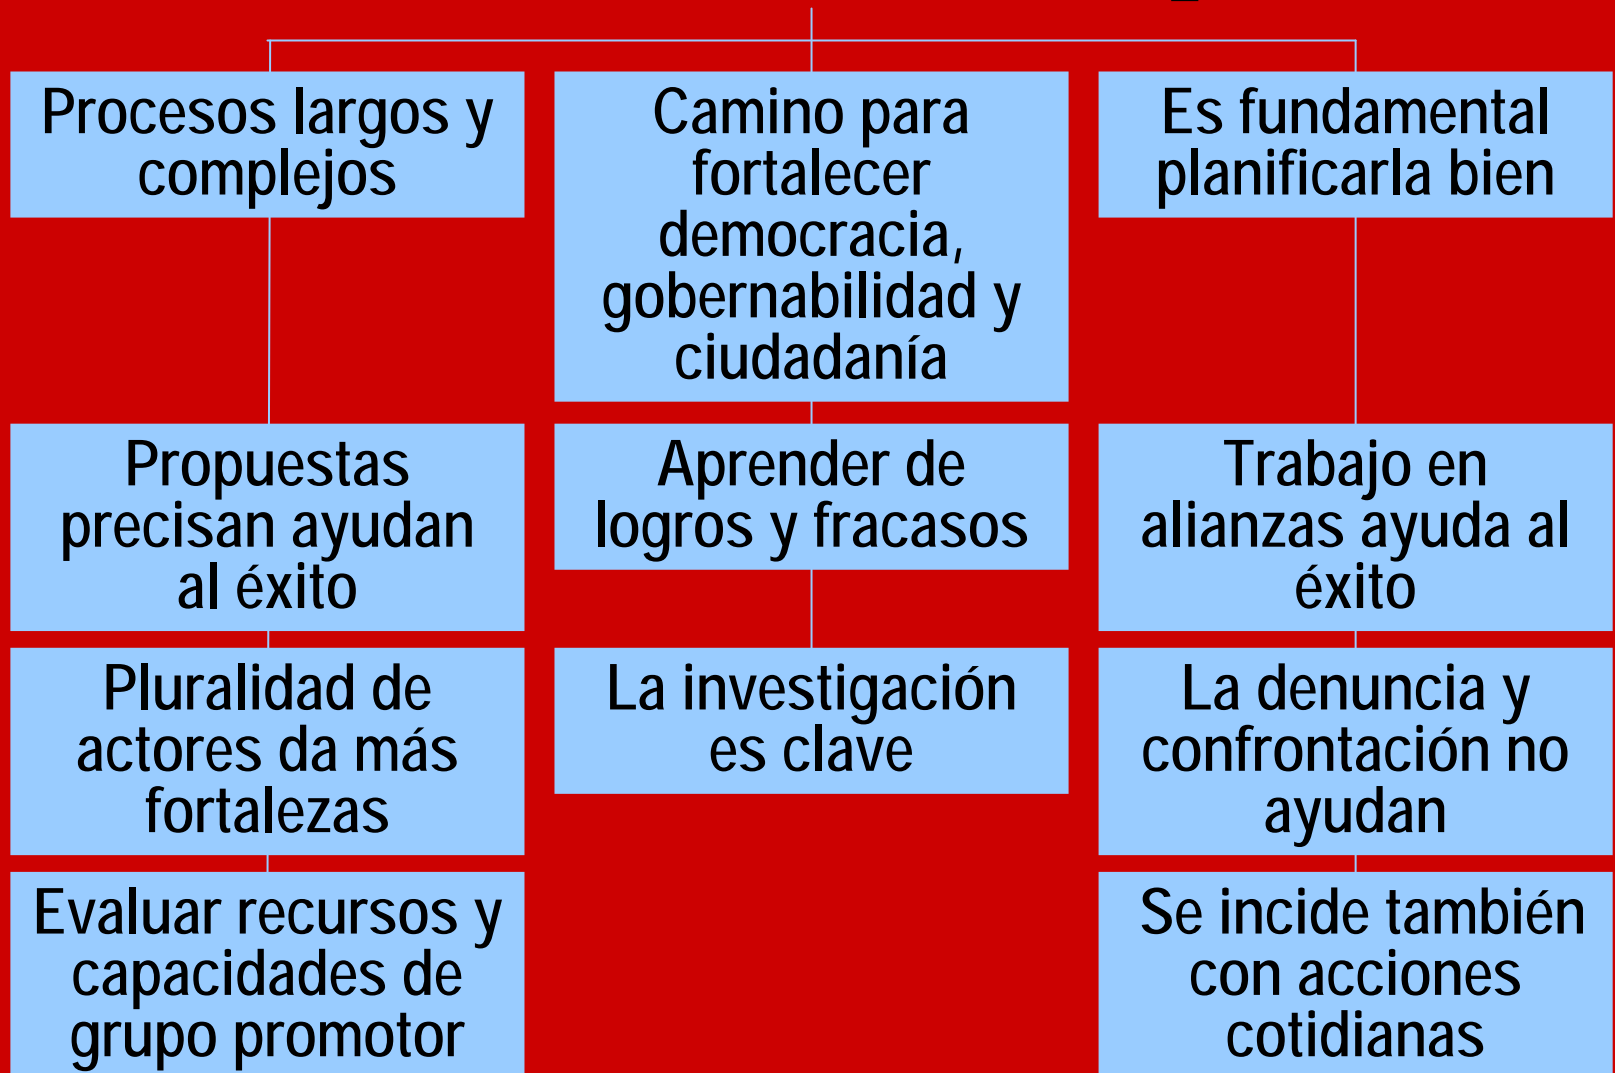 Procesos largos y
complejos
Camino para
fortalecer
democracia,
gobernabilidad y
ciudadanía
Es fundamental
planificarla bien
Propuestas
precisan ayudan
al éxito
Aprender de
logros y fracasos
Trabajo en
alianzas ayuda al
éxito
Pluralidad de
actores da más
fortalezas
La investigación
es clave
La denuncia y
confrontación no
ayudan
Evaluar recursos y
capacidades de
grupo promotor
Se incide también
con acciones
cotidianas